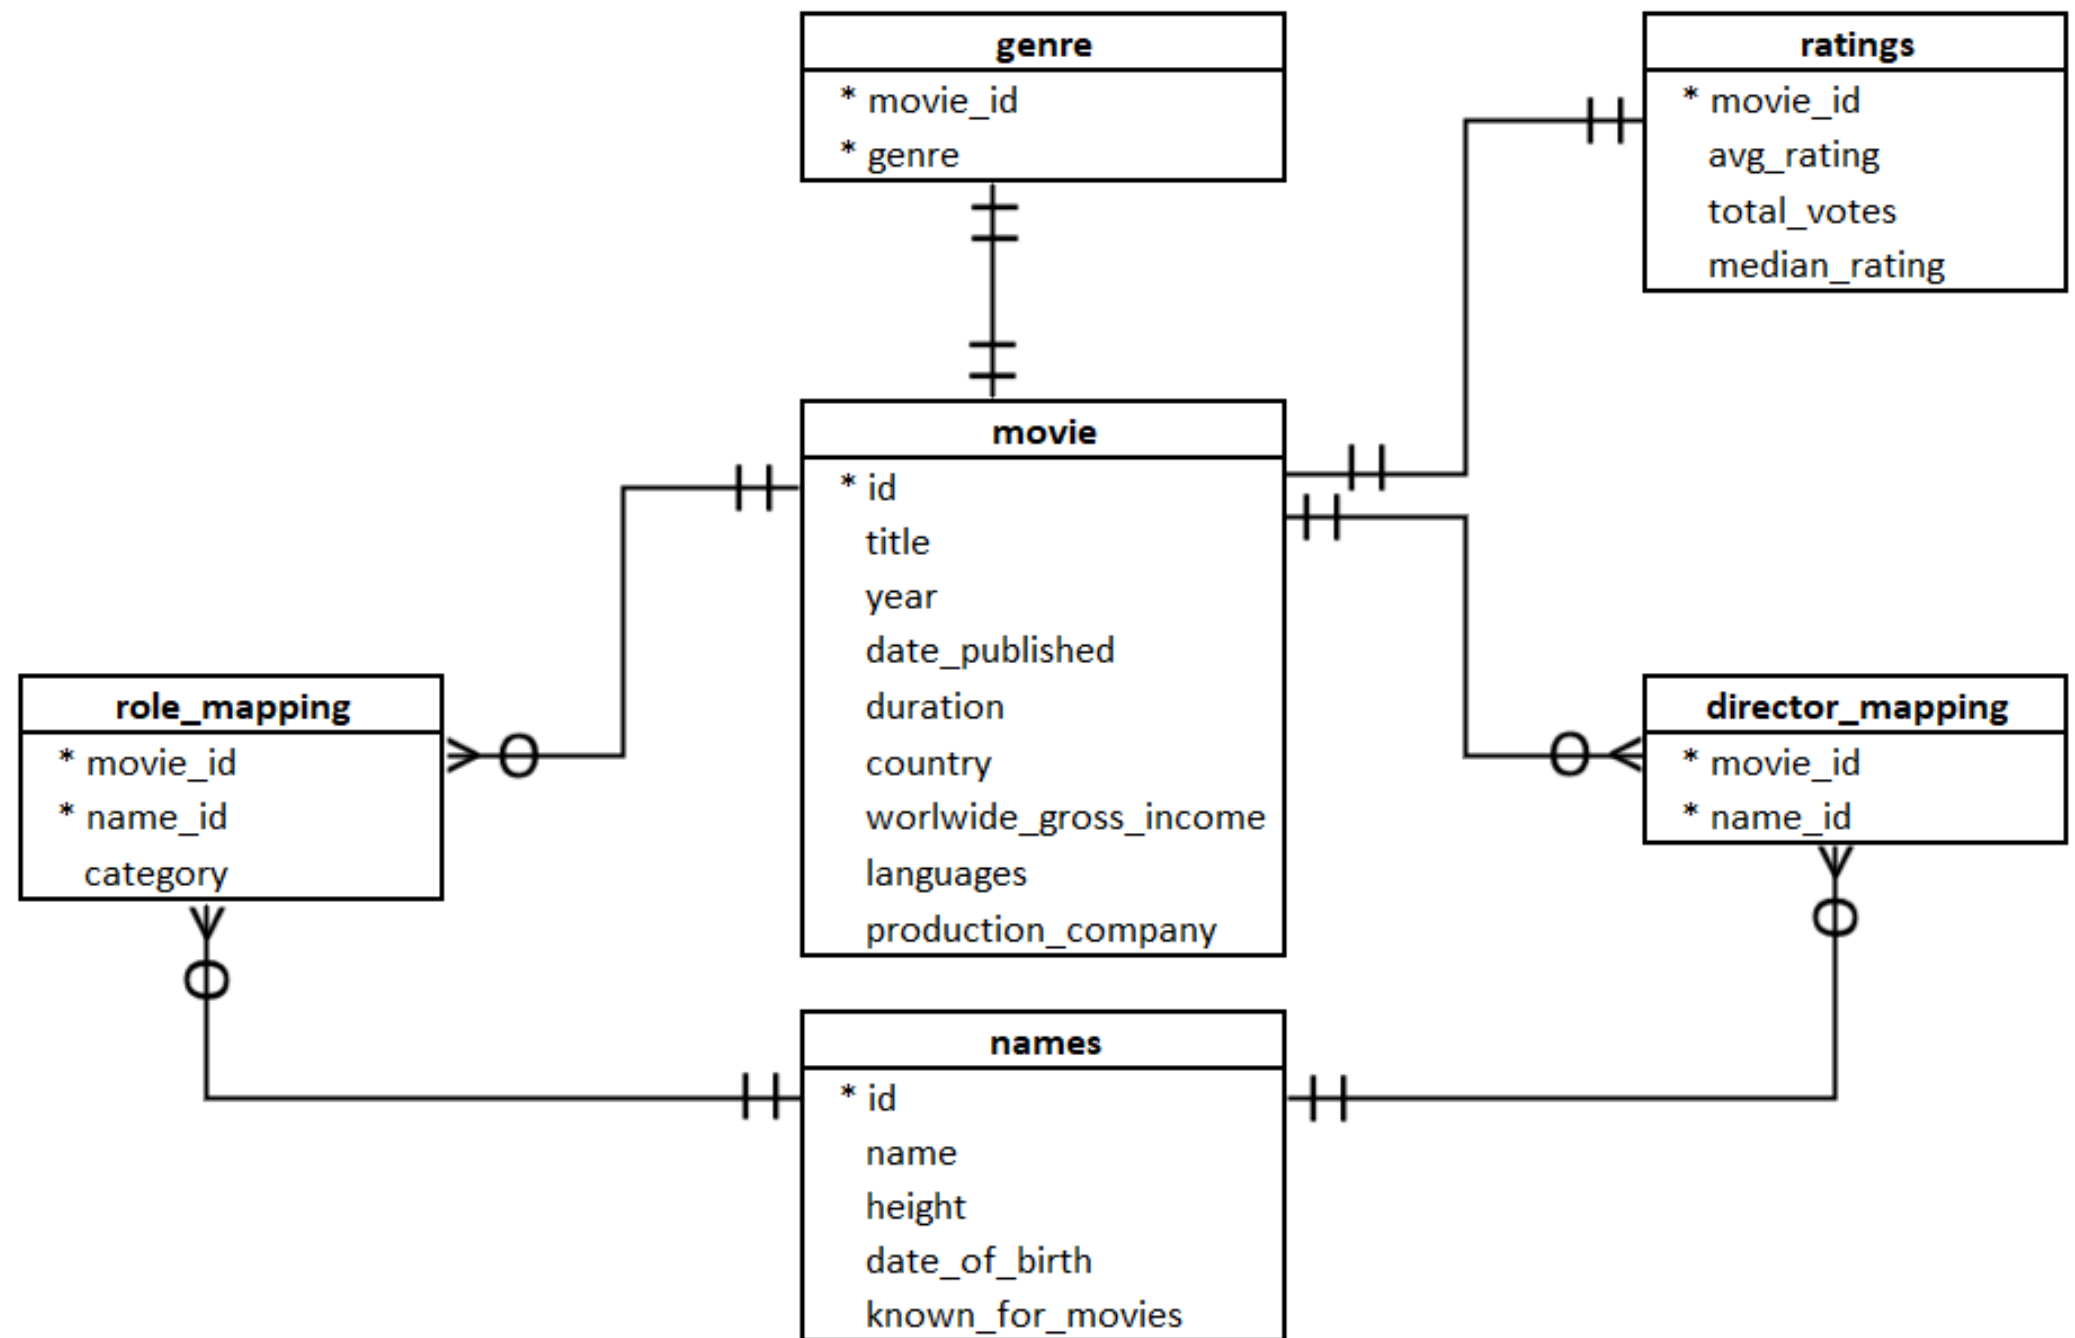 genre
* movie_id
* genre
ratings
* movie_id
avg_rating
total_votes
median_rating
movie
* id
title
year
date_published
duration
country
worlwide_gross_income
languages
production_company
role_mapping
* movie_id
* name_id
category
director_mapping
* movie_id
* name_id
names
* id
name
height
date_of_birth
known_for_movies